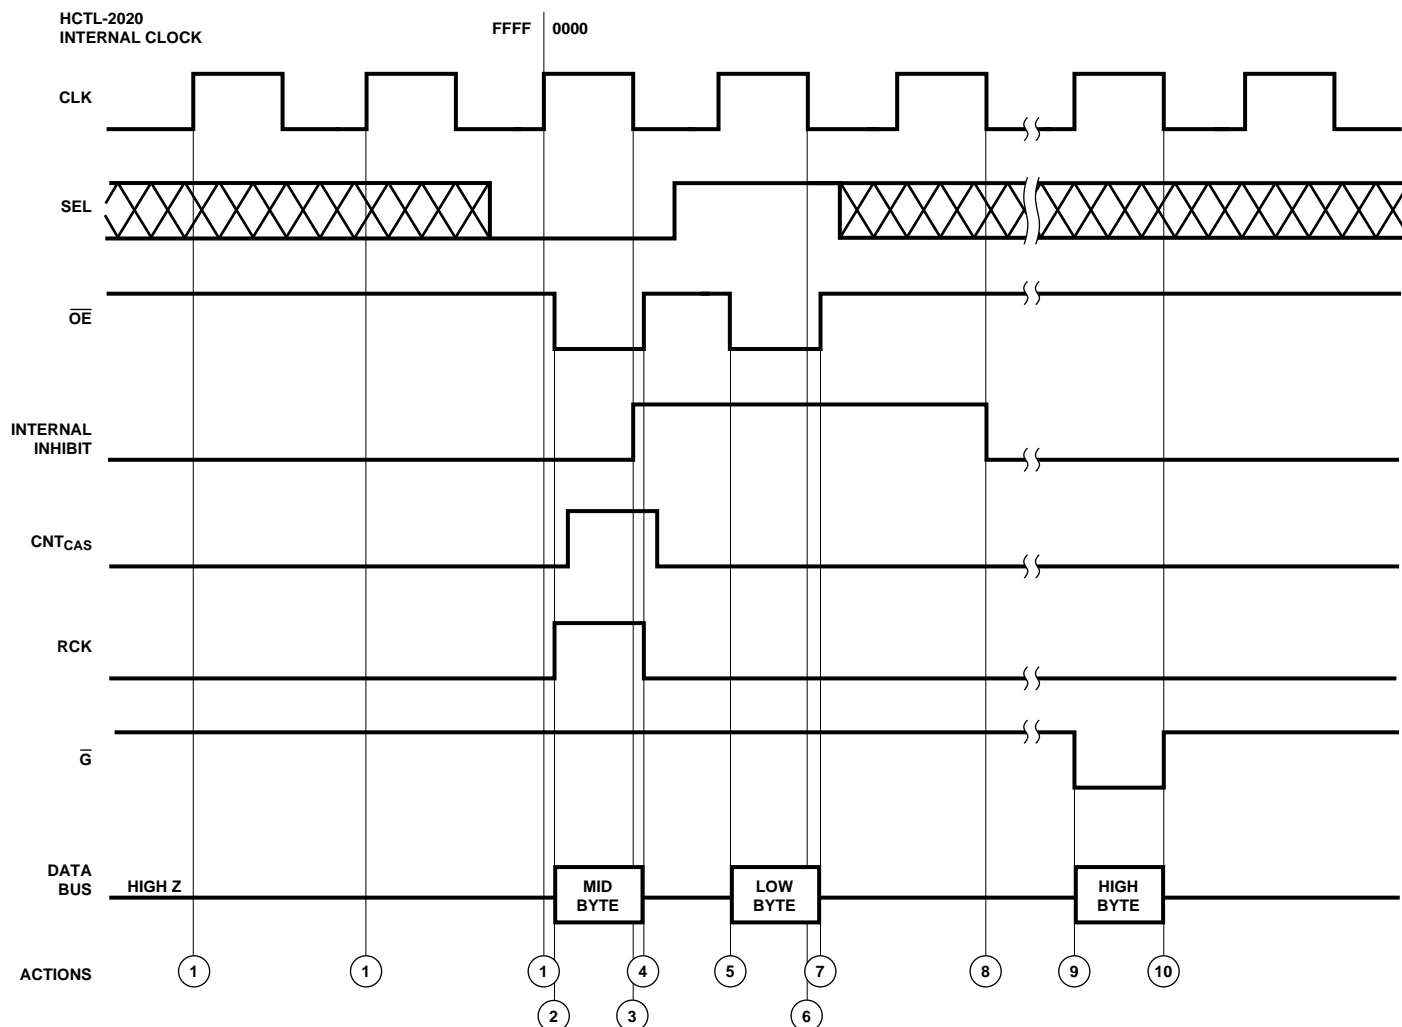 HCTL-2020
INTERNAL CLOCK
FFFF 0000
CLK
SEL
OE
INTERNAL
INHIBIT
CNTCAS
RCK
G
DATA
BUS
HIGH Z
MID
BYTE
LOW
BYTE
HIGH
BYTE
ACTIONS
1 1 1 4 5 7 8 9 10
2 3 6